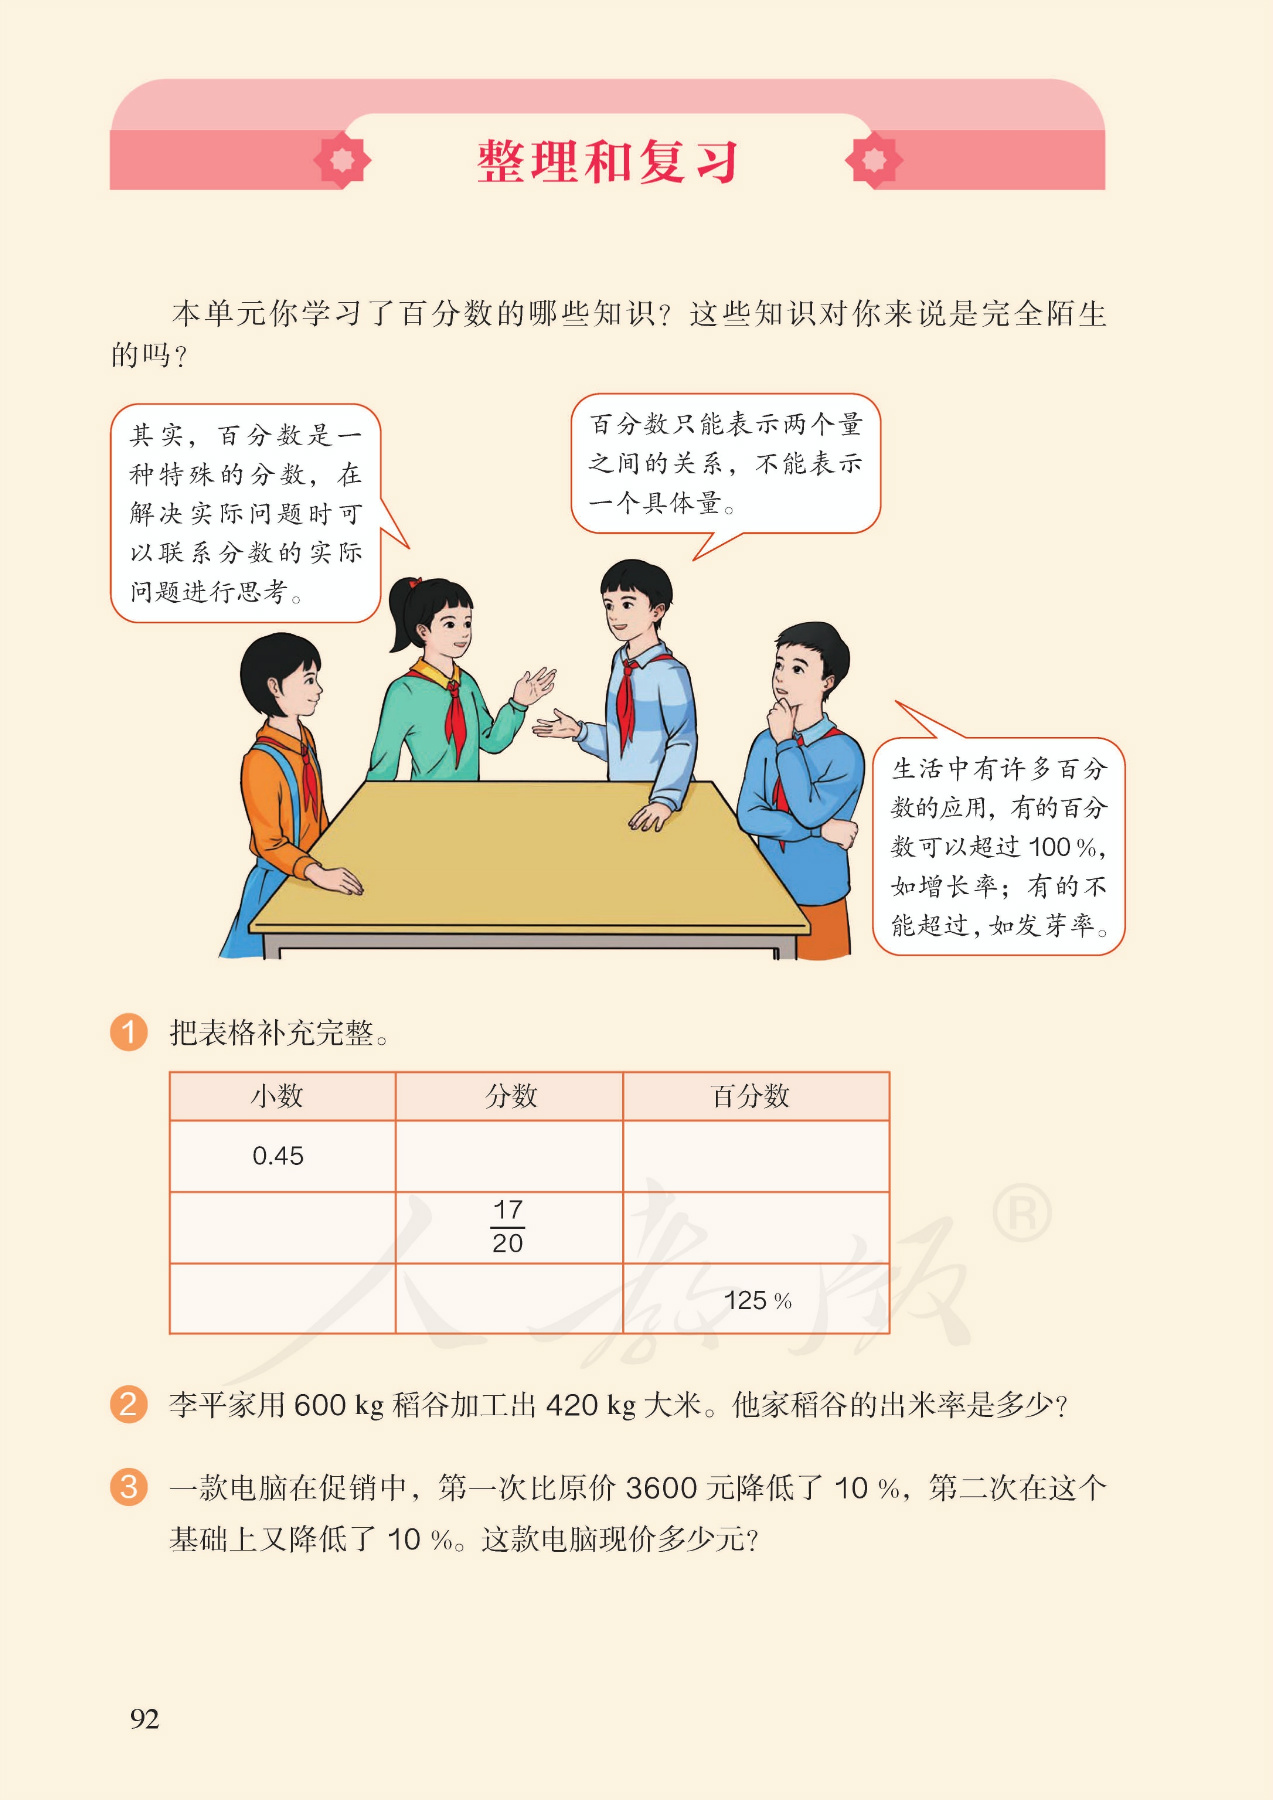 整理和复习
本单元你学习了百分数的哪些知识？这些知识对你来说是完全陌生
的吗？
其实，百分数是一
种特殊的分数，在
解决实际问题时可
以联系分数的实际
问题进行思考。
百分数只能表示两个量
之间的关系，不能表示
一个具体量。
生活中有许多百分
数的应用，有的百分
数可以超过 100%，
如增长率；有的不
能超过，如发芽率。
1 把表格补充完整。
小数 分数 百分数
0.45
17
20
125 %
人教版®
2 李平家用 600 kg 稻谷加工出 420 kg 大米。他家稻谷的出米率是多少？
3 一款电脑在促销中，第一次比原价 3600 元降低了 10 %，第二次在这个
基础上又降低了 10 %。这款电脑现价多少元？
92